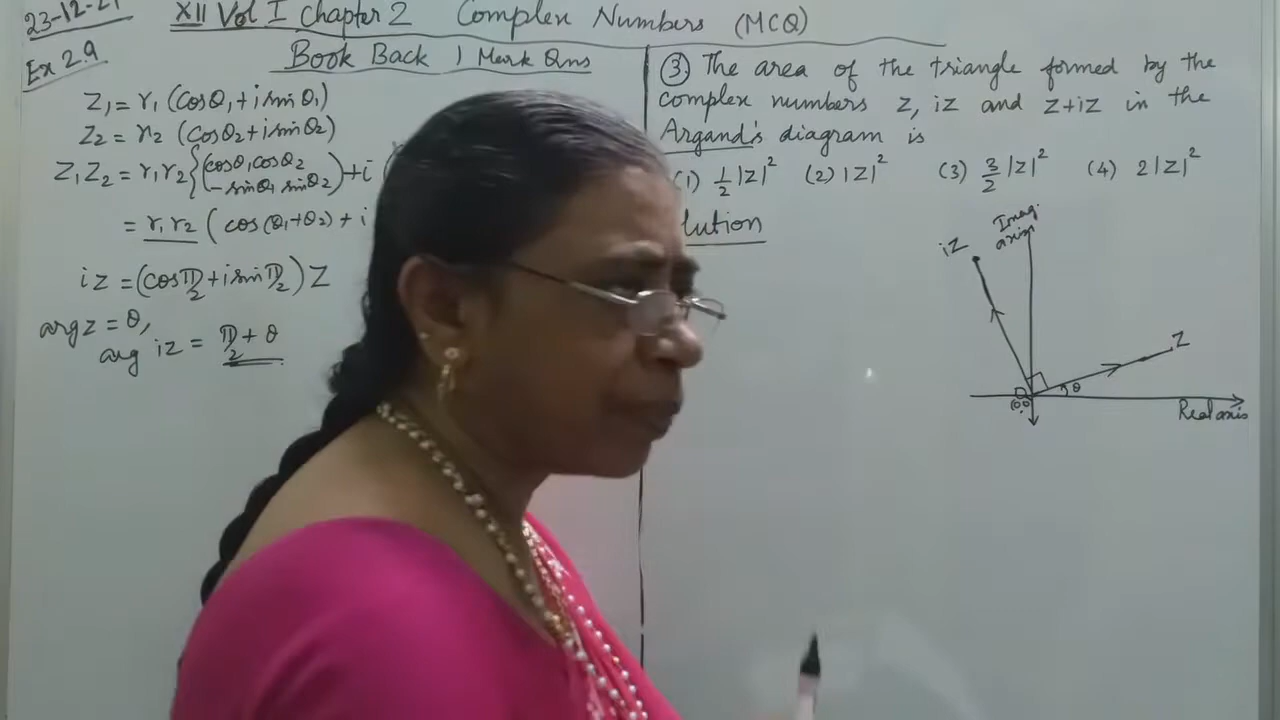 23-12-21
XII Vol I Chapter 2 Complex Numbers (MCQ)
Ex 2.9
Book Back 1 Mark Qns
Z₁ = r₁ (cosθ₁ + i sinθ₁)
Z₂ = r₂ (cosθ₂ + i sinθ₂)
Z₁Z₂ = r₁r₂ {(cosθ₁ cosθ₂ - sinθ₁ sinθ₂) + i (
= r₁r₂ ( cos(θ₁+θ₂) + i
iz = (cos π/2 + i sin π/2) Z
arg z = θ,
arg iz = π/2 + θ
(3) The area of the triangle formed by the
complex numbers z, iz and z+iz in the
Argand's diagram is
(1) 1/2 |z|² (2) |z|² (3) 3/2 |z|² (4) 2|z|²
lution
Imag.
axis
iz
Z
θ
(0,0)
Real axis